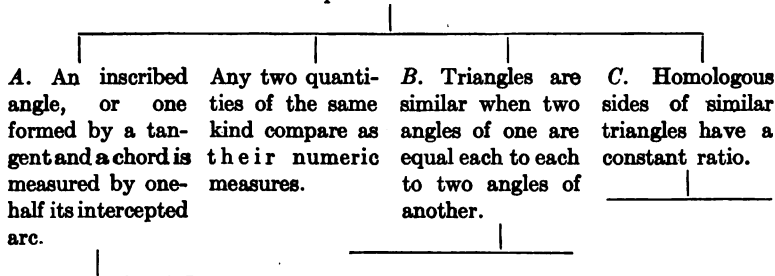 A. An inscribed
angle, or one
formed by a tan-
gent and a chord is
measured by one-
half its intercepted
arc.
Any two quanti-
ties of the same
kind compare as
their numeric
measures.
B. Triangles are
similar when two
angles of one are
equal each to each
to two angles of
another.
C. Homologous
sides of similar
triangles have a
constant ratio.